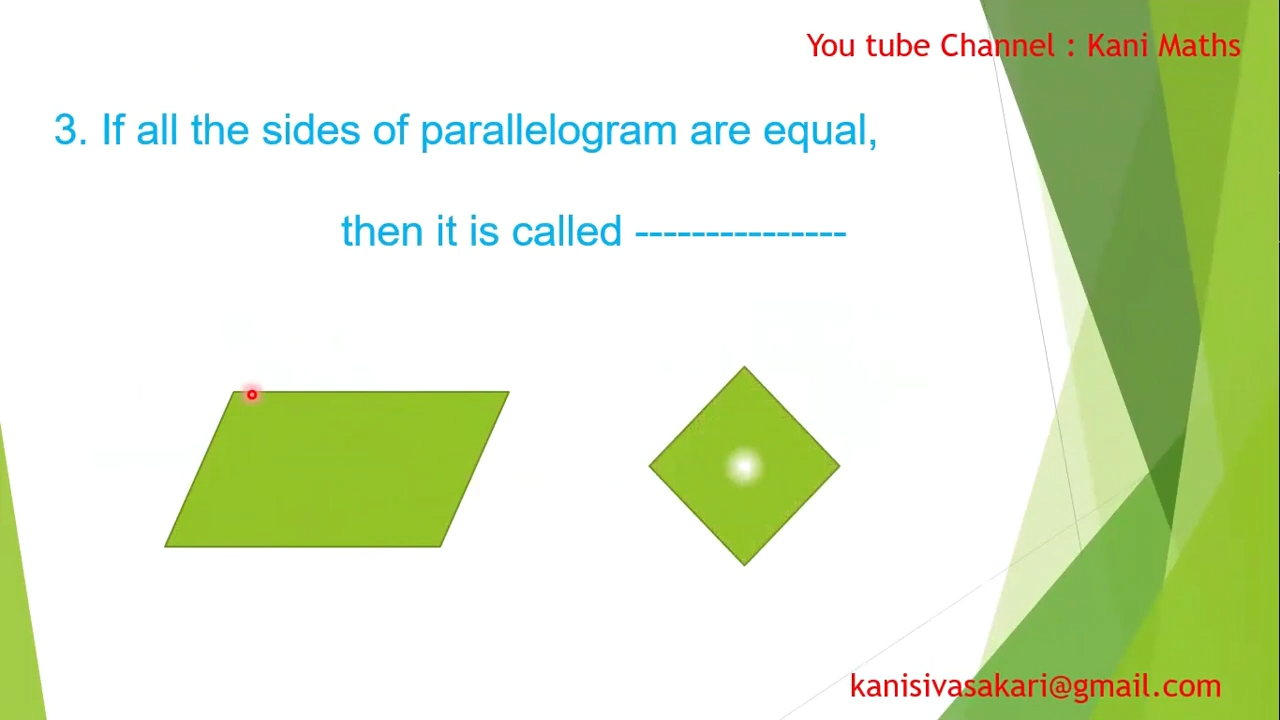 You tube Channel : Kani Maths
3. If all the sides of parallelogram are equal,
then it is called ---------------
kanisivasakari@gmail.com